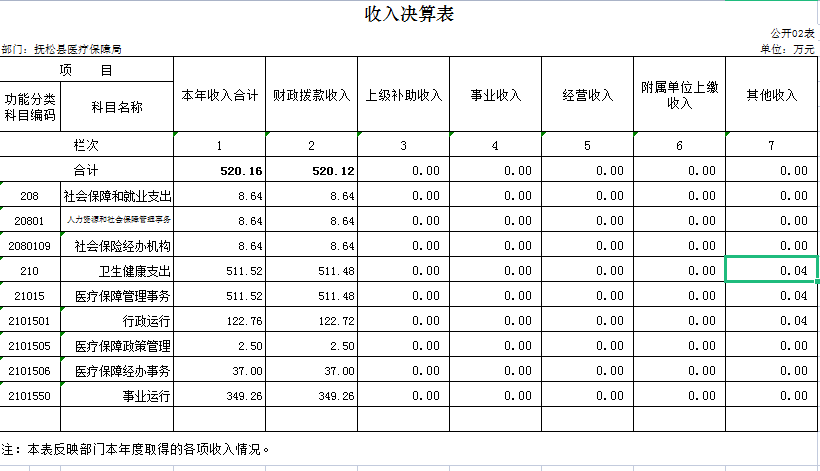 收入决算表
公开02表
部门：抚松县医疗保障局 单位：万元
项 目 本年收入合计 财政拨款收入 上级补助收入 事业收入 经营收入 附属单位上缴收入 其他收入
功能分类科目编码 科目名称
栏次 1 2 3 4 5 6 7
合计 520.16 520.12 0.00 0.00 0.00 0.00 0.00
208 社会保障和就业支出 8.64 8.64 0.00 0.00 0.00 0.00 0.00
20801 人力资源和社会保障管理事务 8.64 8.64 0.00 0.00 0.00 0.00 0.00
2080109 社会保险经办机构 8.64 8.64 0.00 0.00 0.00 0.00 0.00
210 卫生健康支出 511.52 511.48 0.00 0.00 0.00 0.00 0.04
21015 医疗保障管理事务 511.52 511.48 0.00 0.00 0.00 0.00 0.04
2101501 行政运行 122.76 122.72 0.00 0.00 0.00 0.00 0.04
2101505 医疗保障政策管理 2.50 2.50 0.00 0.00 0.00 0.00 0.00
2101506 医疗保障经办事务 37.00 37.00 0.00 0.00 0.00 0.00 0.00
2101550 事业运行 349.26 349.26 0.00 0.00 0.00 0.00 0.00
注：本表反映部门本年度取得的各项收入情况。